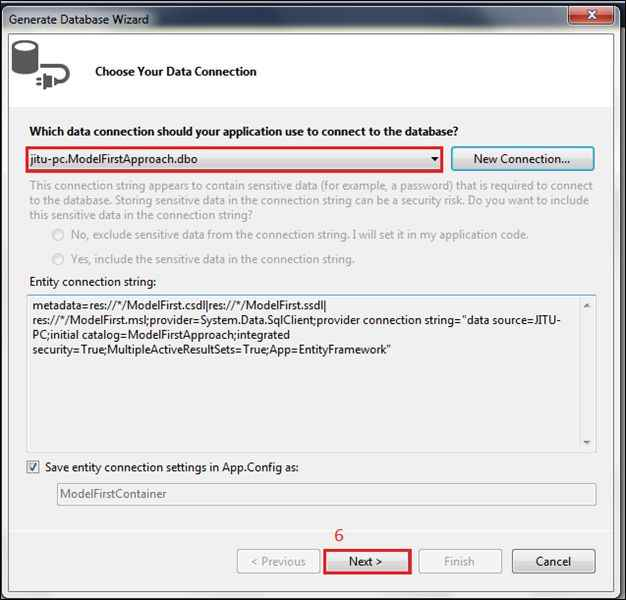 Generate Database Wizard
Choose Your Data Connection
Which data connection should your application use to connect to the database?
jitu-pc.ModelFirstApproach.dbo
New Connection...
This connection string appears to contain sensitive data (for example, a password) that is required to connect
to the database. Storing sensitive data in the connection string can be a security risk. Do you want to include
this sensitive data in the connection string?
No, exclude sensitive data from the connection string. I will set it in my application code.
Yes, include the sensitive data in the connection string.
Entity connection string:
metadata=res://*/ModelFirst.csdl|res://*/ModelFirst.ssdl|
res://*/ModelFirst.msl;provider=System.Data.SqlClient;provider connection string="data source=JITU-
PC;initial catalog=ModelFirstApproach;integrated
security=True;MultipleActiveResultSets=True;App=EntityFramework"
Save entity connection settings in App.Config as:
ModelFirstContainer
6
< Previous
Next >
Finish
Cancel